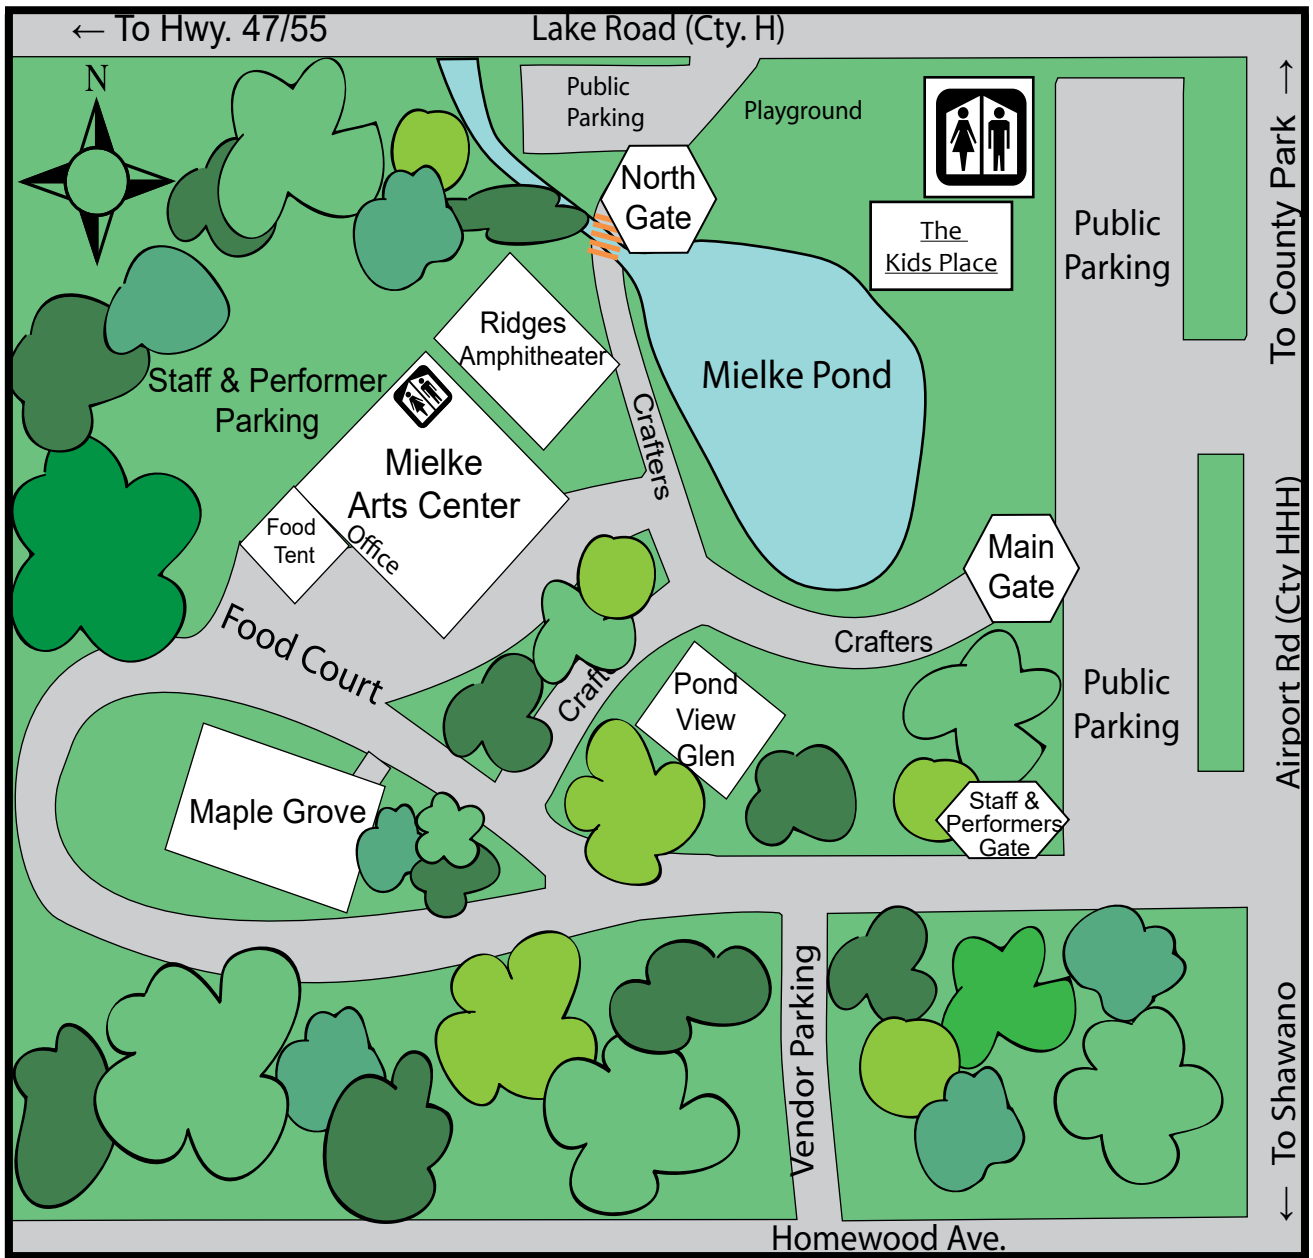 ← To Hwy. 47/55
Lake Road (Cty. H)
N
Public
Parking
Playground
To County Park →
North
Gate
The
Kids Place
Public
Parking
Ridges
Amphitheater
Mielke Pond
Staff & Performer
Parking
Crafters
Mielke
Arts Center
Food
Tent
Office
Main
Gate
Airport Rd (Cty HHH)
Food Court
Crafters
Crafte
Pond
View
Glen
Public
Parking
Maple Grove
Staff &
Performers
Gate
Vendor Parking
← To Shawano
Homewood Ave.